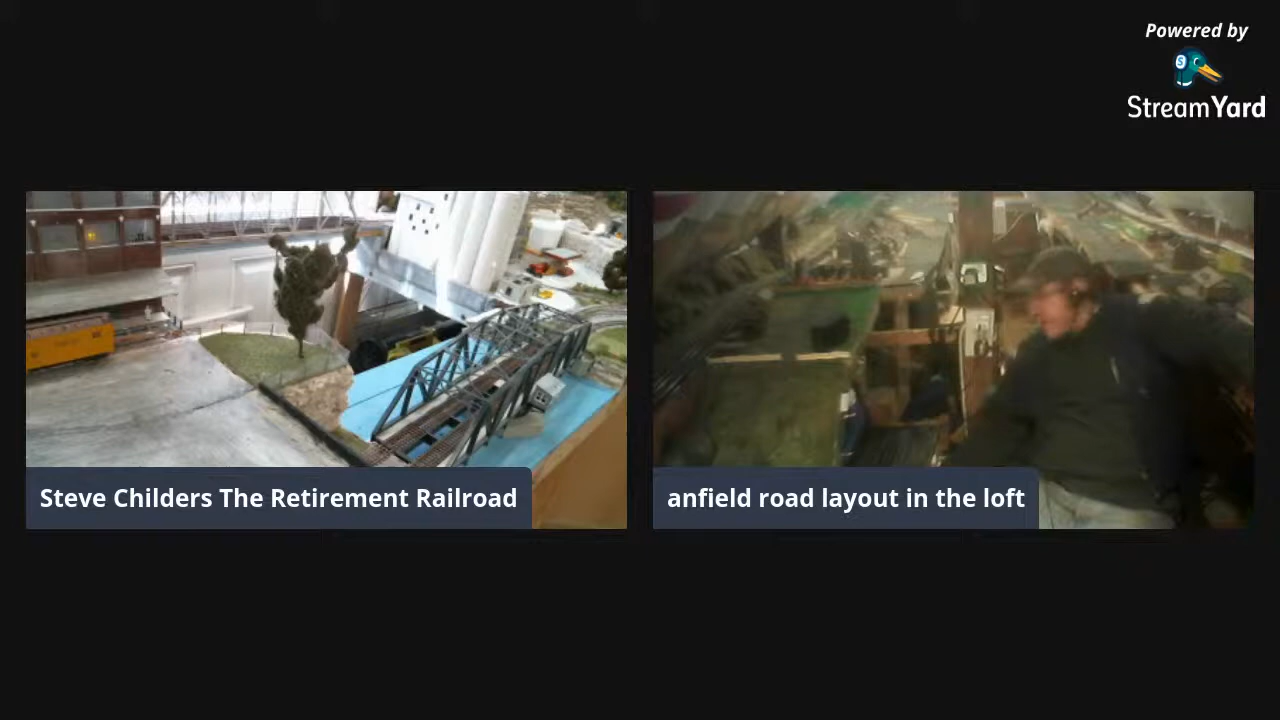 Powered by
StreamYard
Steve Childers The Retirement Railroad
anfield road layout in the loft